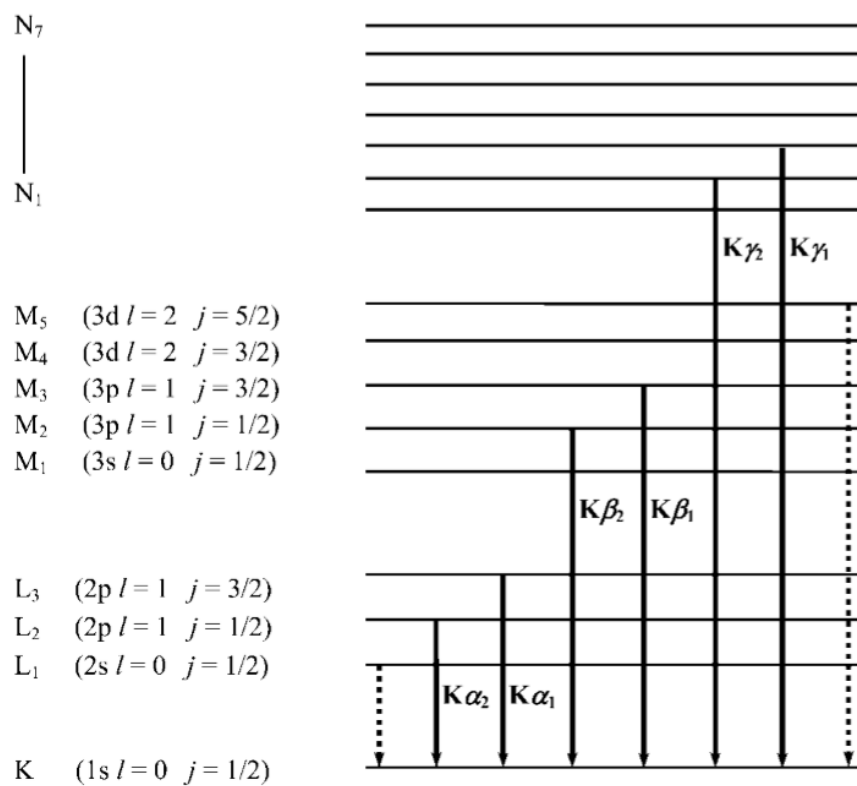 N₇
N₁
Kγ₂ Kγ₁
M₅ (3d l = 2 j = 5/2)
M₄ (3d l = 2 j = 3/2)
M₃ (3p l = 1 j = 3/2)
M₂ (3p l = 1 j = 1/2)
M₁ (3s l = 0 j = 1/2)
Kβ₂ Kβ₁
L₃ (2p l = 1 j = 3/2)
L₂ (2p l = 1 j = 1/2)
L₁ (2s l = 0 j = 1/2)
Kα₂ Kα₁
K (1s l = 0 j = 1/2)